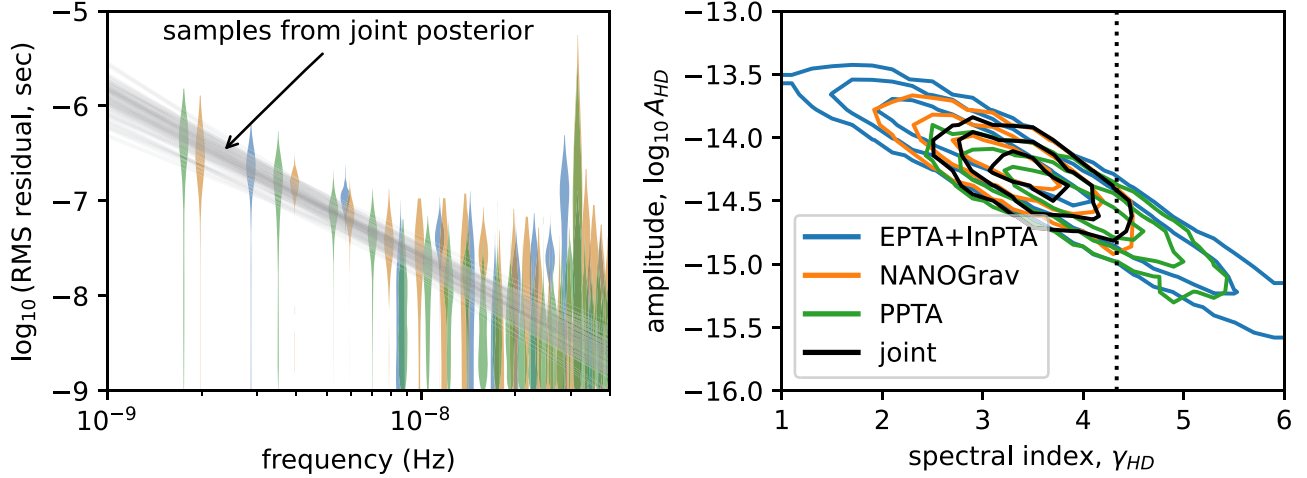 samples from joint posterior
log₁₀(RMS residual, sec)
−5
−6
−7
−8
−9
10⁻⁹
10⁻⁸
frequency (Hz)
amplitude, log₁₀ A_HD
−13.0
−13.5
−14.0
−14.5
−15.0
−15.5
−16.0
EPTA+InPTA
NANOGrav
PPTA
joint
1 2 3 4 5 6
spectral index, γ_HD